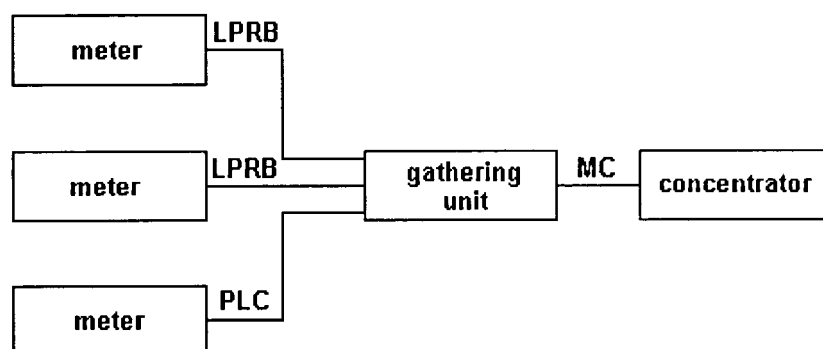 meter
LPRB
meter
LPRB
meter
PLC
gathering
unit
MC
concentrator